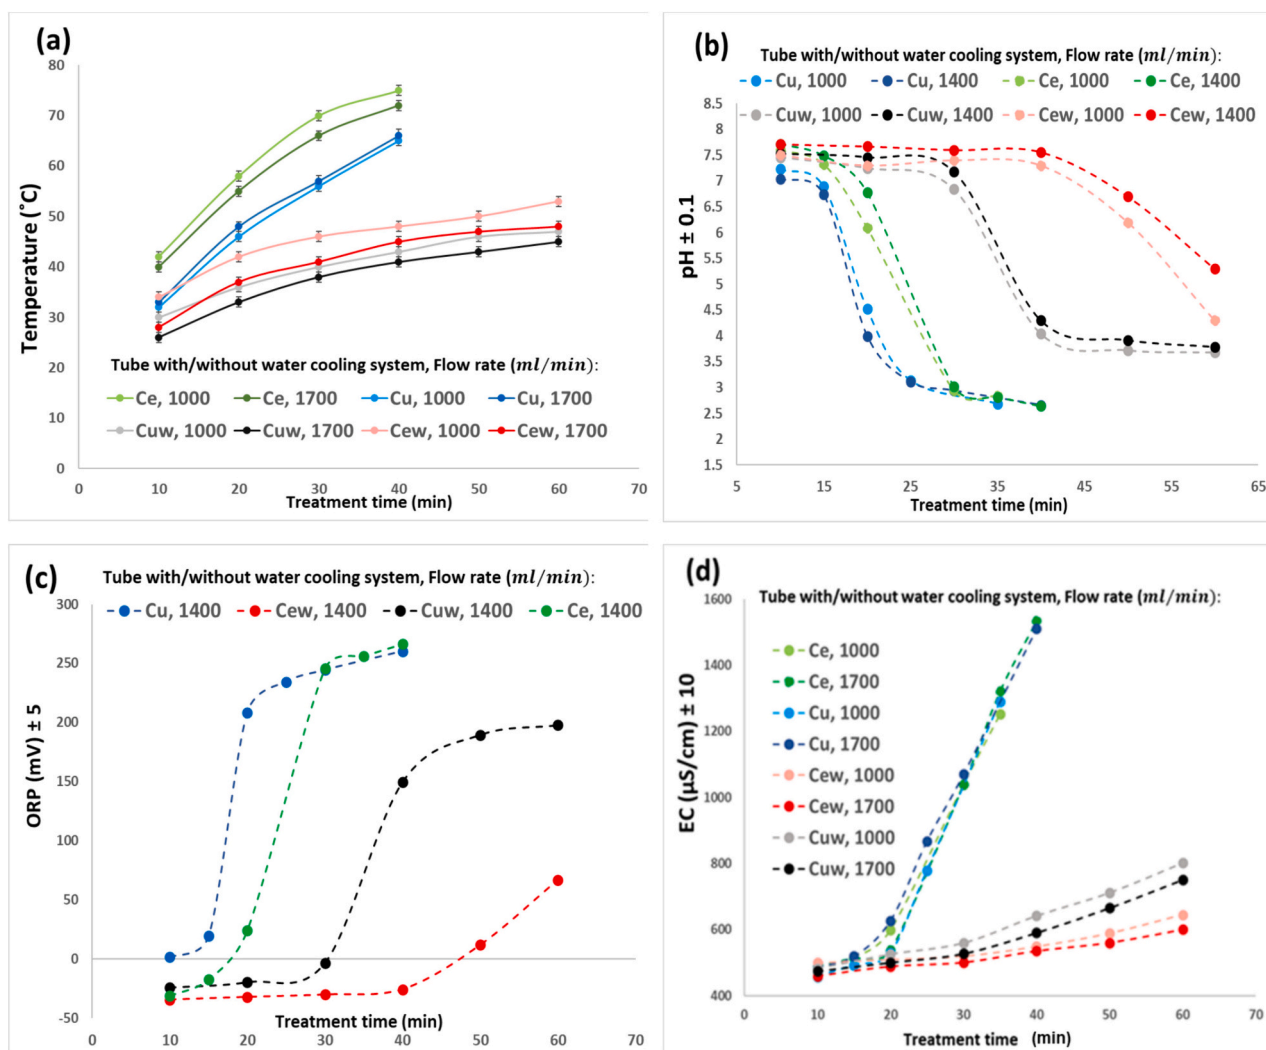 (a)
80
70
60
50
40
30
20
10
0
Temperature (˚C)
Tube with/without water cooling system, Flow rate (ml/min):
Ce, 1000 Ce, 1700 Cu, 1000 Cu, 1700
Cuw, 1000 Cuw, 1700 Cew, 1000 Cew, 1700
0 10 20 30 40 50 60 70
Treatment time (min)
(b)
Tube with/without water cooling system, Flow rate (ml/min):
Cu, 1000 Cu, 1400 Ce, 1000 Ce, 1400
Cuw, 1000 Cuw, 1400 Cew, 1000 Cew, 1400
8.5
8
7.5
7
6.5
6
5.5
5
4.5
4
3.5
3
2.5
2
1.5
pH ± 0.1
5 15 25 35 45 55 65
Treatment time (min)
(c)
Tube with/without water cooling system, Flow rate (ml/min):
Cu, 1400 Cew, 1400 Cuw, 1400 Ce, 1400
300
250
200
150
100
50
0
-50
ORP (mV) ± 5
Treatment time (min)
0 10 20 30 40 50 60 70
(d)
Tube with/without water cooling system, Flow rate (ml/min):
1600
1400
1200
1000
800
600
400
EC (µS/cm) ± 10
Ce, 1000
Ce, 1700
Cu, 1000
Cu, 1700
Cew, 1000
Cew, 1700
Cuw, 1000
Cuw, 1700
0 10 20 30 40 50 60 70
Treatment time (min)